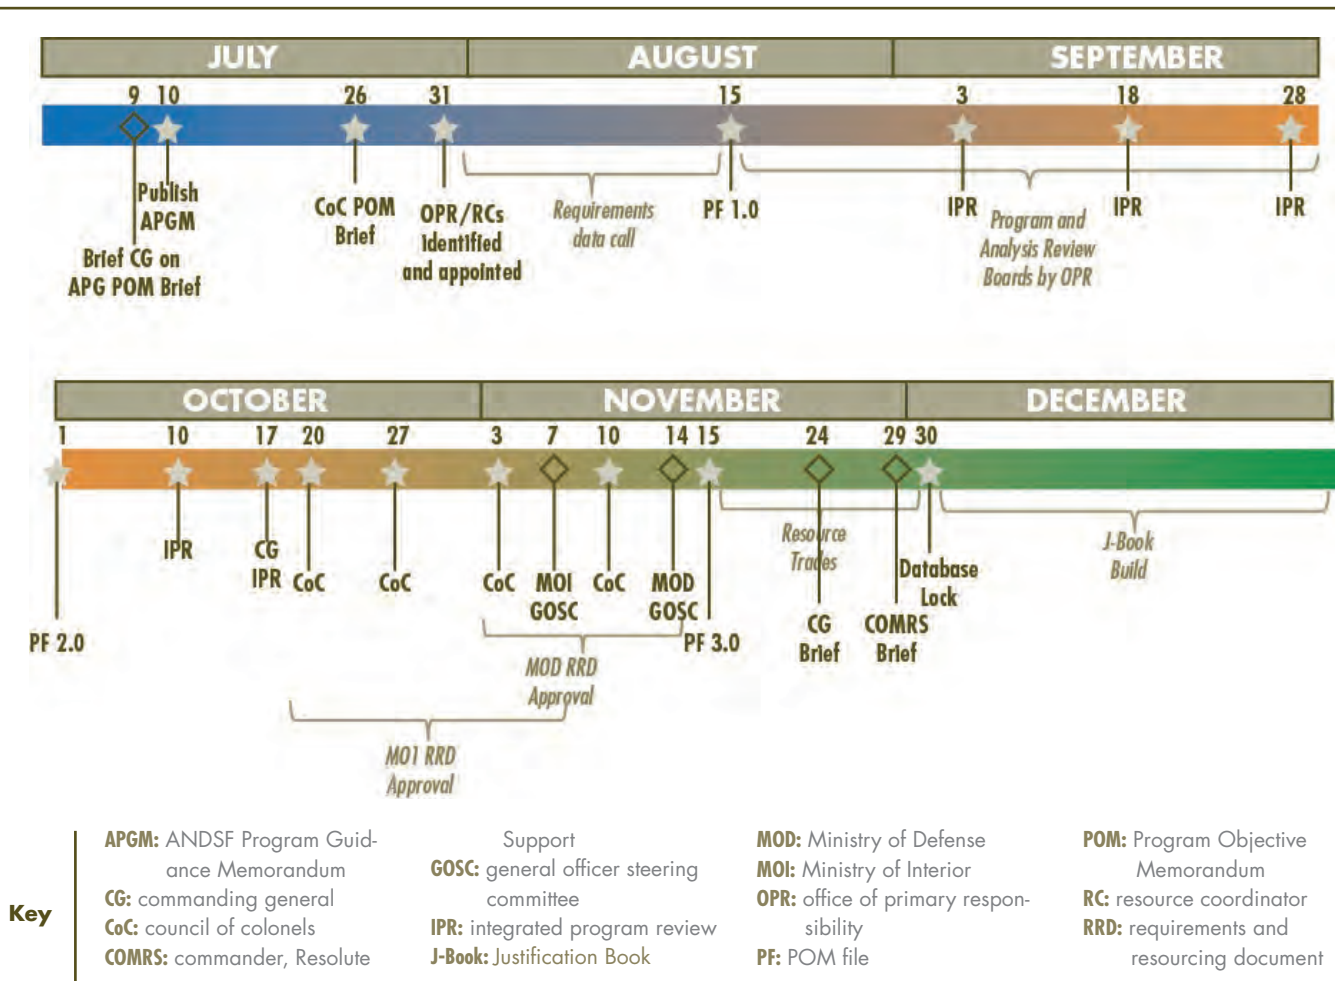 JULY AUGUST SEPTEMBER
9 10 26 31 15 3 18 28
Publish
APGM
Brief CG on
APG POM Brief
CoC POM
Brief
OPR/RCs
identified
and appointed
Requirements
data call
PF 1.0
IPR
Program and
Analysis Review
Boards by OPR
IPR
IPR
OCTOBER NOVEMBER DECEMBER
1 10 17 20 27 3 7 10 14 15 24 29 30
PF 2.0
IPR
CG
IPR
CoC
CoC
CoC
MOI
GOSC
CoC
MOD
GOSC
PF 3.0
Resource
Trades
CG
Brief
COMRS
Brief
Database
Lock
J-Book
Build
MOD RRD
Approval
MO1 RRD
Approval
Key
APGM: ANDSF Program Guid-
ance Memorandum
CG: commanding general
CoC: council of colonels
COMRS: commander, Resolute
Support
GOSC: general officer steering
committee
IPR: integrated program review
J-Book: Justification Book
MOD: Ministry of Defense
MOI: Ministry of Interior
OPR: office of primary respon-
sibility
PF: POM file
POM: Program Objective
Memorandum
RC: resource coordinator
RRD: requirements and
resourcing document